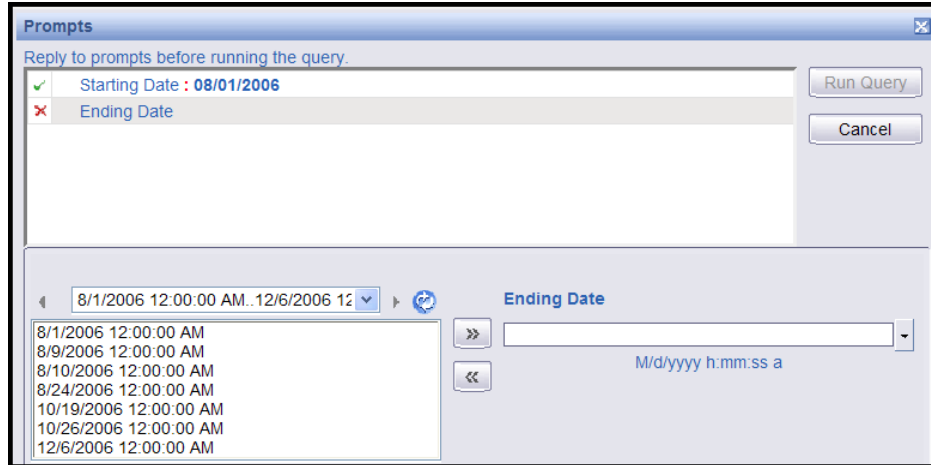 Prompts
Reply to prompts before running the query.
Starting Date : 08/01/2006
Ending Date
Run Query
Cancel
8/1/2006 12:00:00 AM..12/6/2006 12
8/1/2006 12:00:00 AM
8/9/2006 12:00:00 AM
8/10/2006 12:00:00 AM
8/24/2006 12:00:00 AM
10/19/2006 12:00:00 AM
10/26/2006 12:00:00 AM
12/6/2006 12:00:00 AM
Ending Date
M/d/yyyy h:mm:ss a